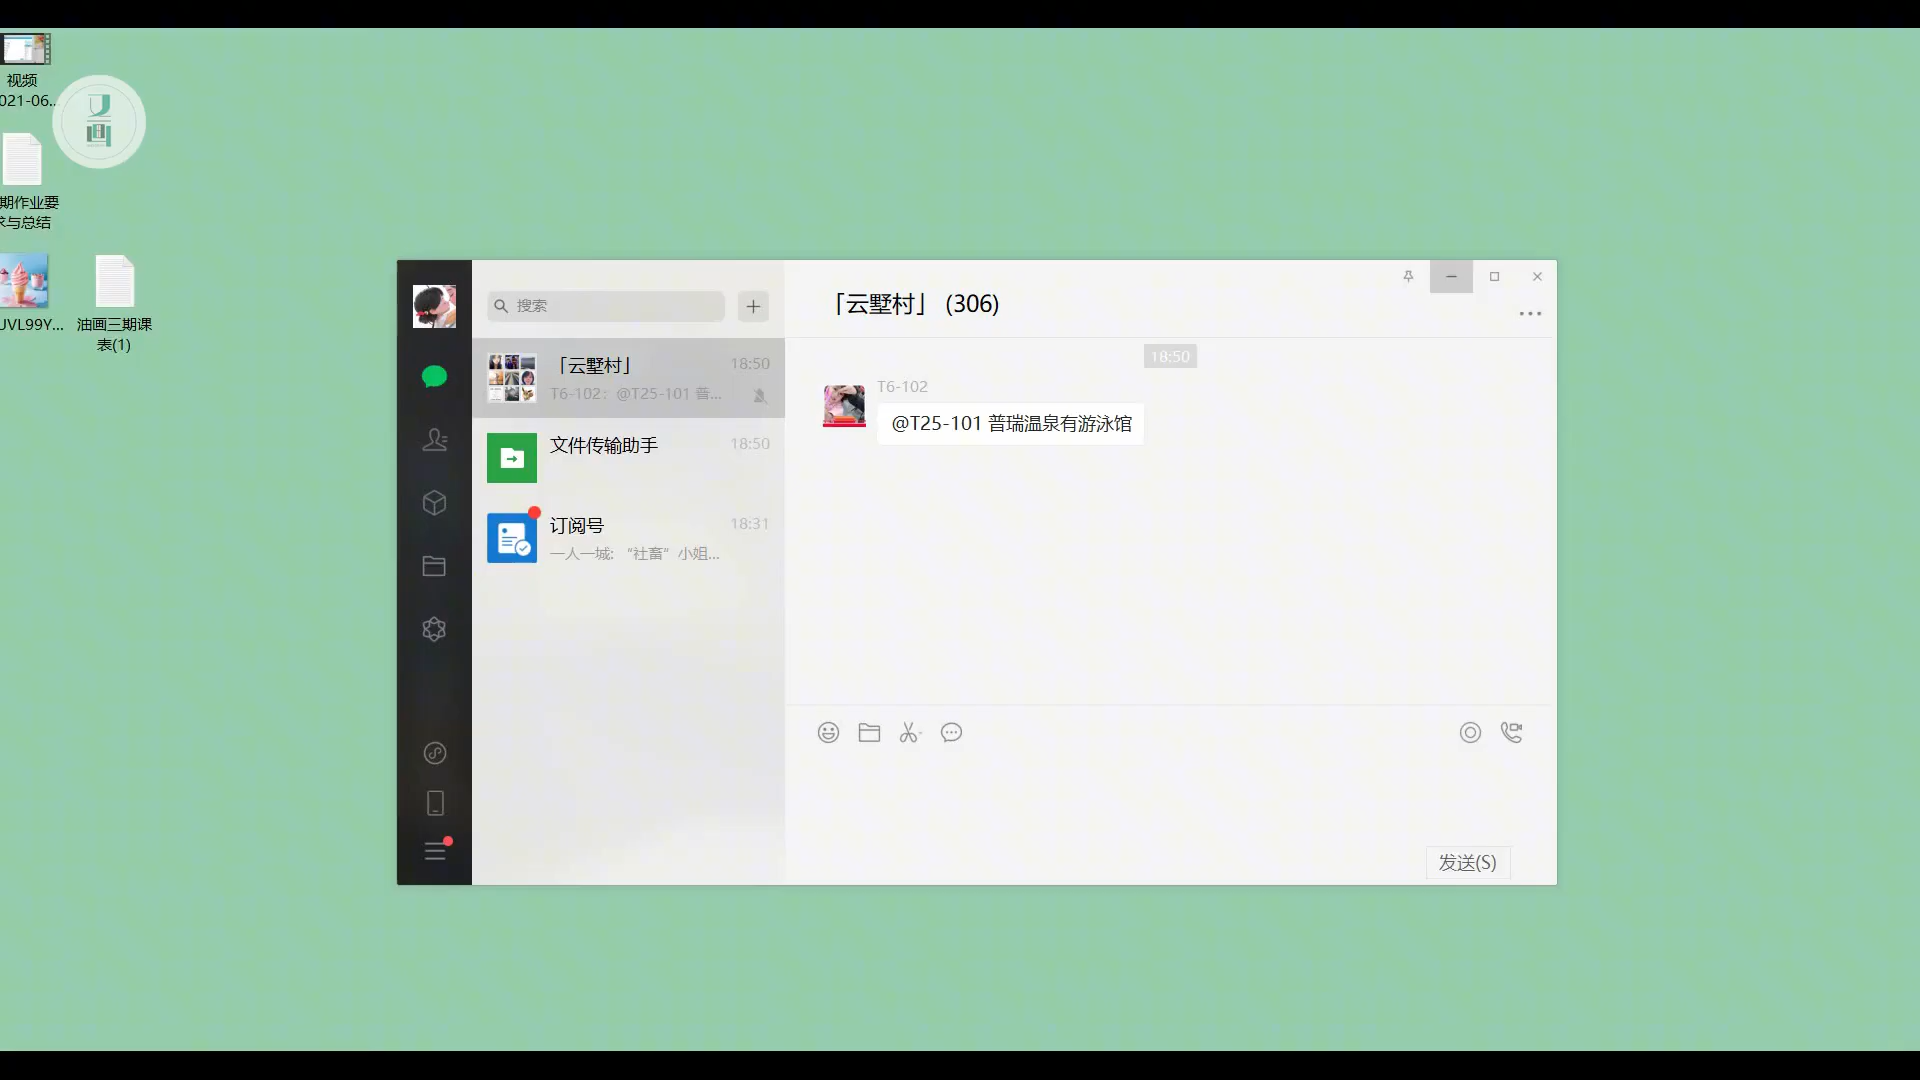 视频
021-06...
期作业要
求与总结
JVL99Y...
油画三期课
表(1)
搜索
「云墅村」
18:50
T6-102: @T25-101 普...
文件传输助手
18:50
订阅号
18:31
一人一城: “社畜”小姐...
「云墅村」 (306)
18:50
T6-102
@T25-101 普瑞温泉有游泳馆
发送(S)